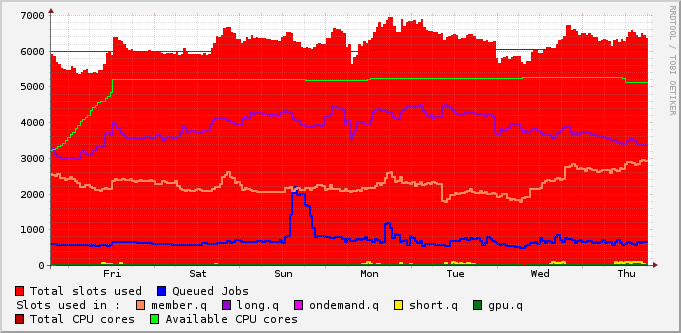 7000
6000
5000
4000
3000
2000
1000
0
Fri Sat Sun Mon Tue Wed Thu
Total slots used Queued Jobs
Slots used in : member.q long.q ondemand.q short.q gpu.q
Total CPU cores Available CPU cores
RRDTOOL / TOBI OETIKER